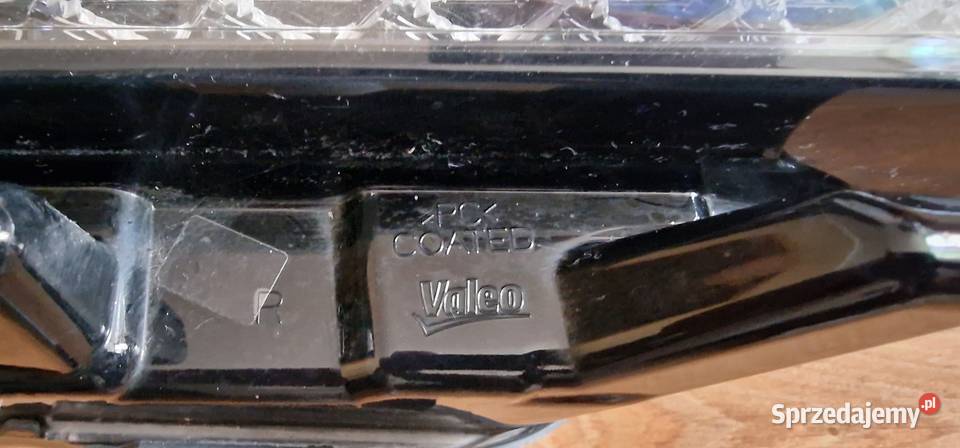 >PC<
COATED
R
Valeo
Sprzedajemy.pl